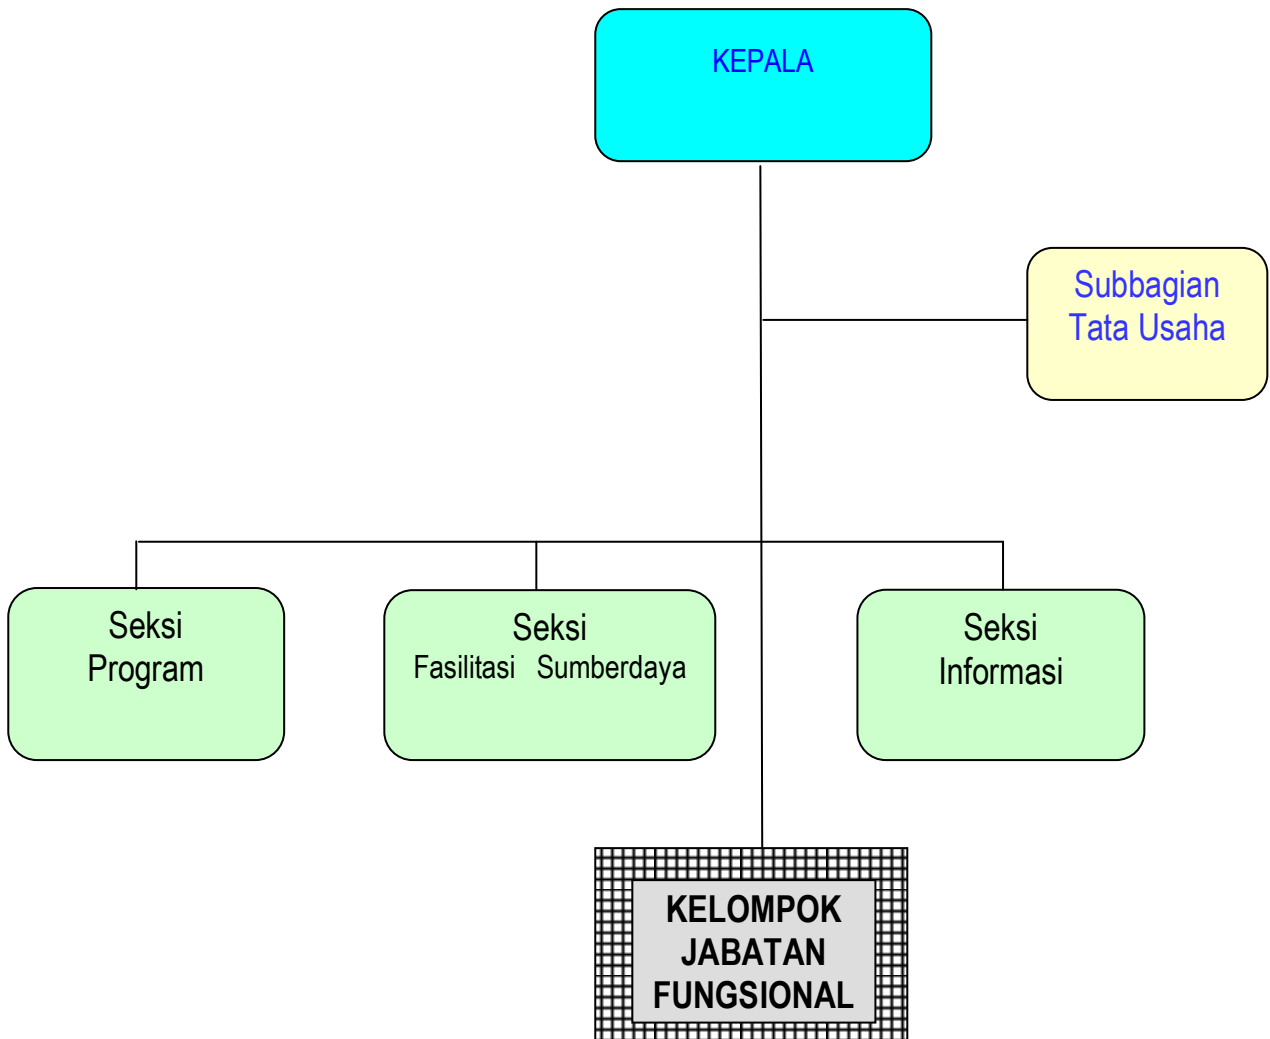 KEPALA
Subbagian
Tata Usaha
Seksi
Program
Seksi
Fasilitasi Sumberdaya
Seksi
Informasi
KELOMPOK
JABATAN
FUNGSIONAL